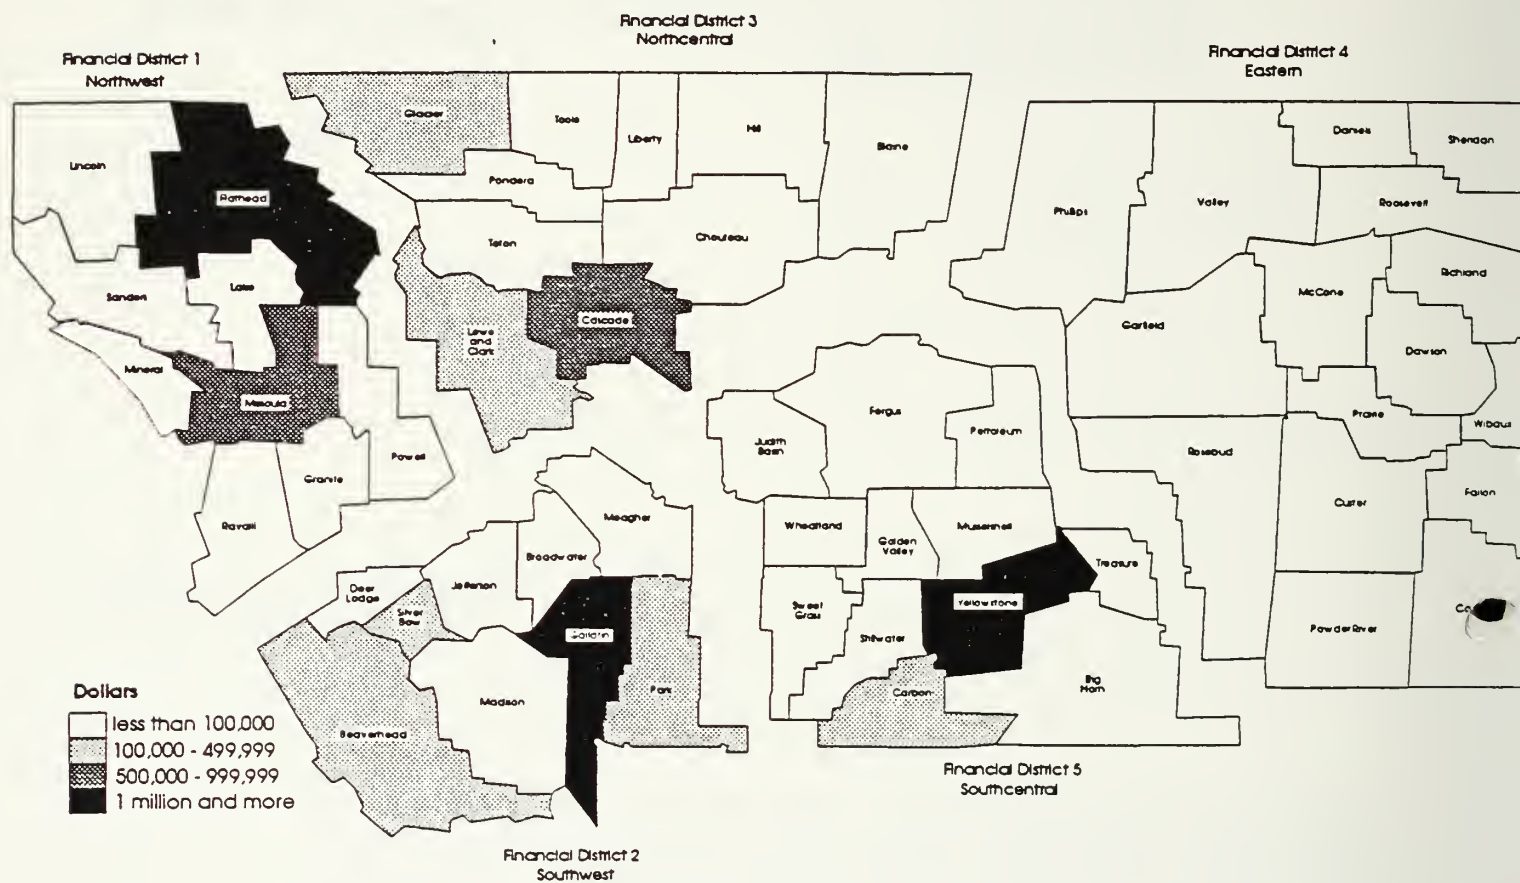 Financial District 3
Northcentral
Financial District 1
Northwest
Financial District 4
Eastern
Glacier
Toole
Liberty
Hill
Blaine
Daniels
Sheridan
Lincoln
Flathead
Pondera
Phillips
Valley
Roosevelt
Teton
Chouteau
Sanders
Lake
Richland
McCone
Cascade
Garfield
Lewis
and
Clark
Dawson
Mineral
Missoula
Fergus
Petroleum
Judith
Basin
Prairie
Wibaux
Rosebud
Powell
Granite
Custer
Fallon
Ravalli
Meagher
Wheatland
Golden
Valley
Musselshell
Broadwater
Treasure
Deer
Lodge
Jefferson
Silver
Bow
Sweet
Grass
Yellowstone
Gallatin
Stillwater
Powder River
Dollars
less than 100,000
100,000 - 499,999
500,000 - 999,999
1 million and more
Madison
Park
Carbon
Big
Horn
Beaverhead
Financial District 5
Southcentral
Financial District 2
Southwest